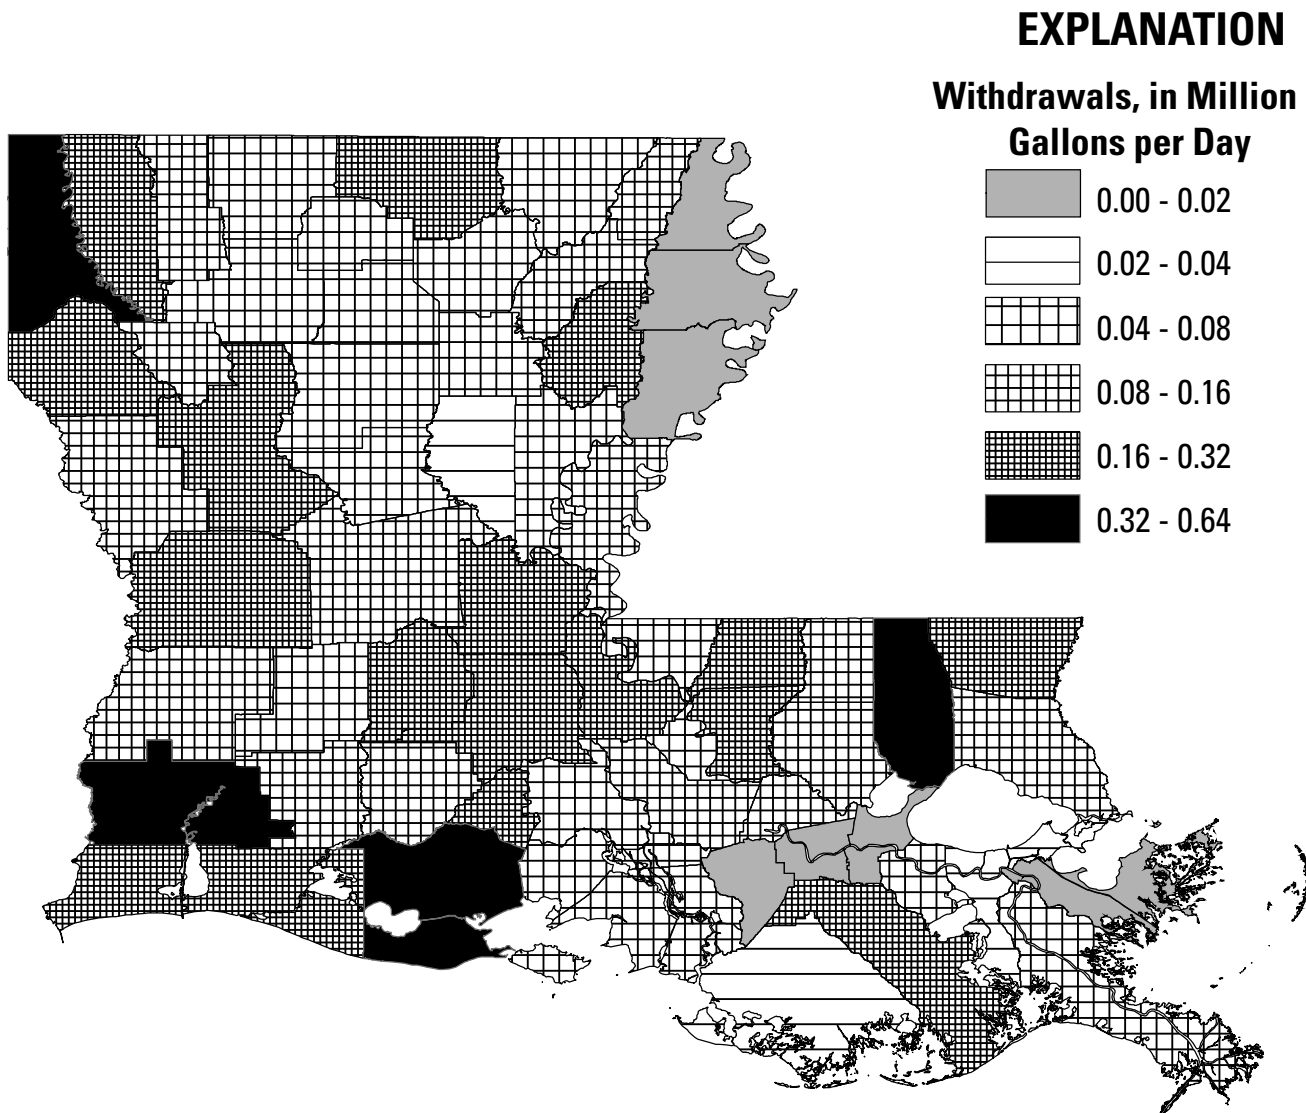 EXPLANATION
Withdrawals, in Million
Gallons per Day
0.00 - 0.02
0.02 - 0.04
0.04 - 0.08
0.08 - 0.16
0.16 - 0.32
0.32 - 0.64